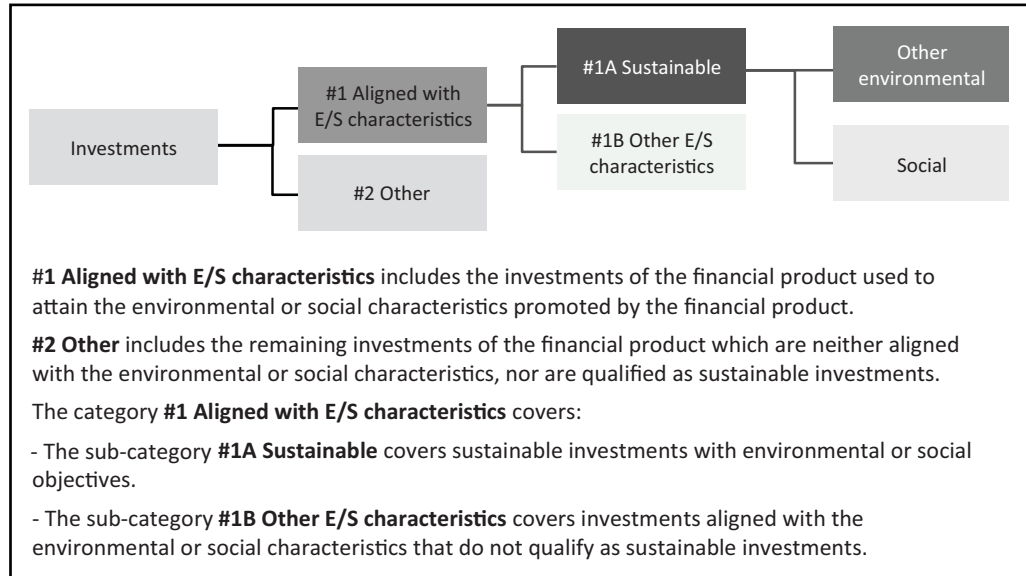 Investments
#1 Aligned with
E/S characteristics
#2 Other
#1A Sustainable
#1B Other E/S
characteristics
Other
environmental
Social
#1 Aligned with E/S characteristics includes the investments of the financial product used to
attain the environmental or social characteristics promoted by the financial product.
#2 Other includes the remaining investments of the financial product which are neither aligned
with the environmental or social characteristics, nor are qualified as sustainable investments.
The category #1 Aligned with E/S characteristics covers:
- The sub-category #1A Sustainable covers sustainable investments with environmental or social
objectives.
- The sub-category #1B Other E/S characteristics covers investments aligned with the
environmental or social characteristics that do not qualify as sustainable investments.